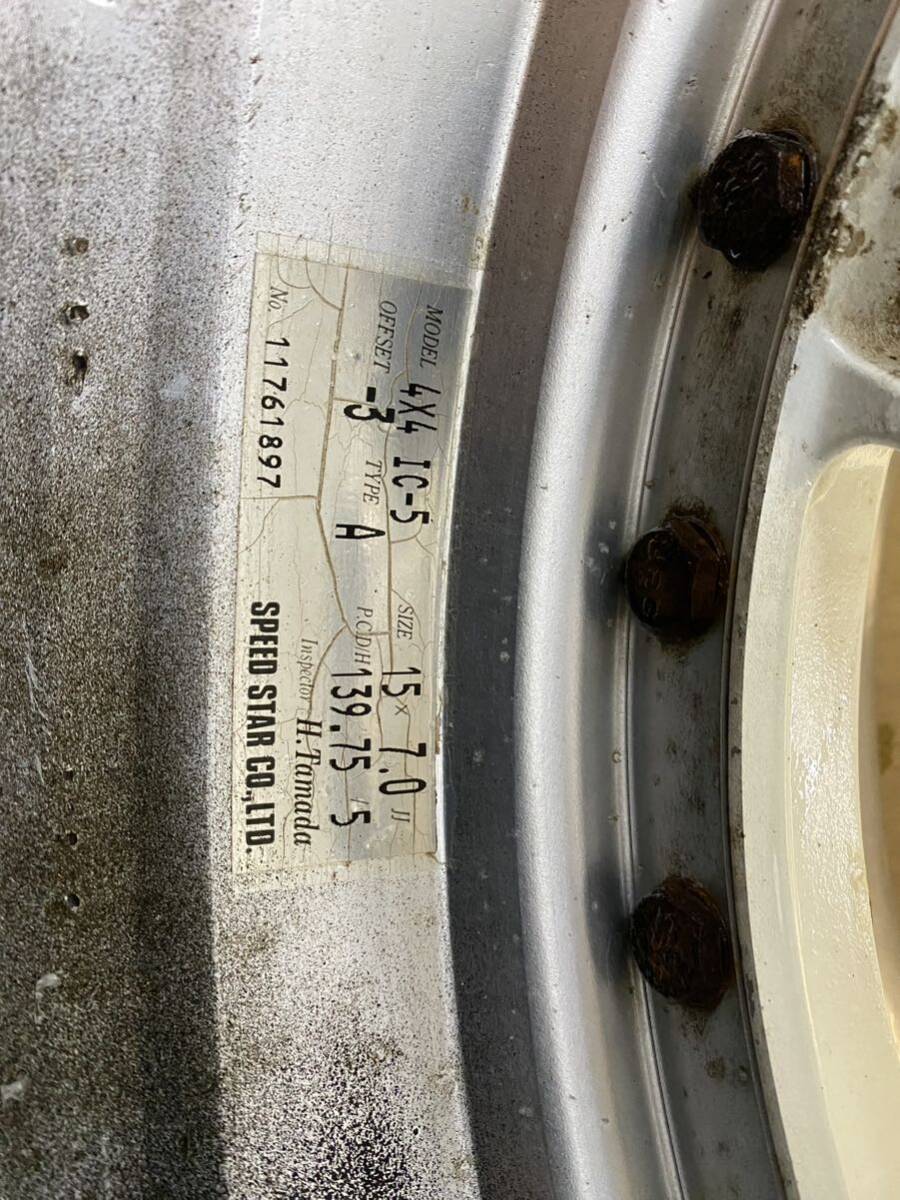 MODEL 4X4 IC-5 SIZE 15 x 7.0 JJ
OFFSET -3 TYPE A P.C.D/H 139.75 /5
Inspector H.Tamada
No. 11761897 SPEED STAR CO.,LTD.